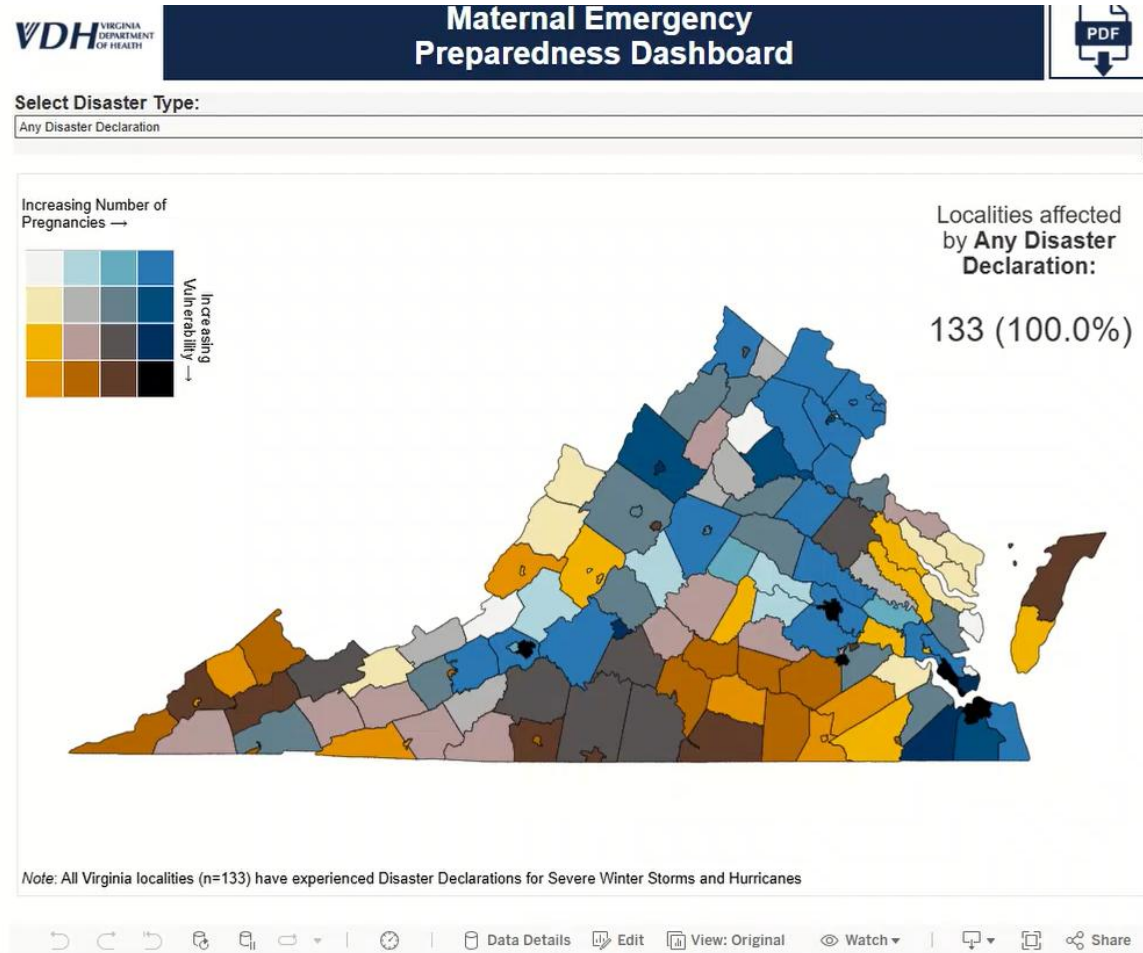 VDH VIRGINIA
DEPARTMENT
OF HEALTH
Maternal Emergency
Preparedness Dashboard
PDF
Select Disaster Type:
Any Disaster Declaration
Increasing Number of
Pregnancies →
Increasing
Vulnerability →
Localities affected
by Any Disaster
Declaration:
133 (100.0%)
Note: All Virginia localities (n=133) have experienced Disaster Declarations for Severe Winter Storms and Hurricanes
Data Details Edit View: Original Watch Share